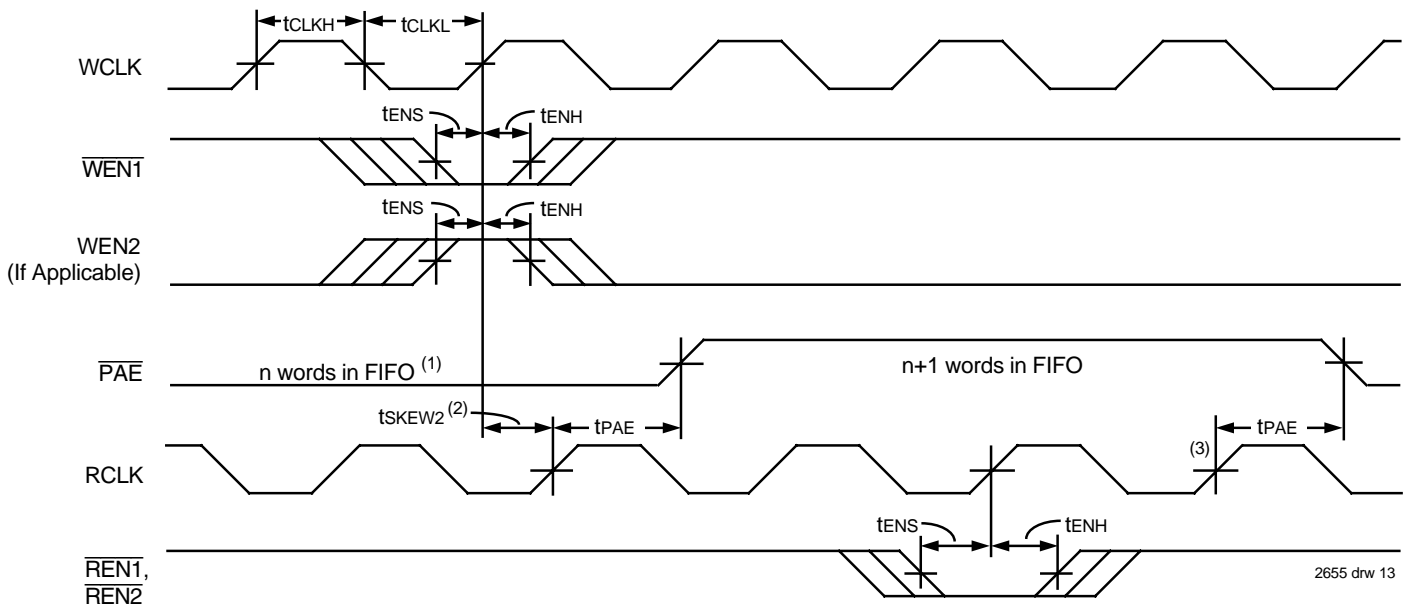 tCLKH tCLKL
WCLK
tENS tENH
WEN1
tENS tENH
WEN2
(If Applicable)
PAE
n words in FIFO (1)
n+1 words in FIFO
tSKEW2 (2) tPAE
(3) tPAE
RCLK
tENS tENH
REN1,
REN2
2655 drw 13